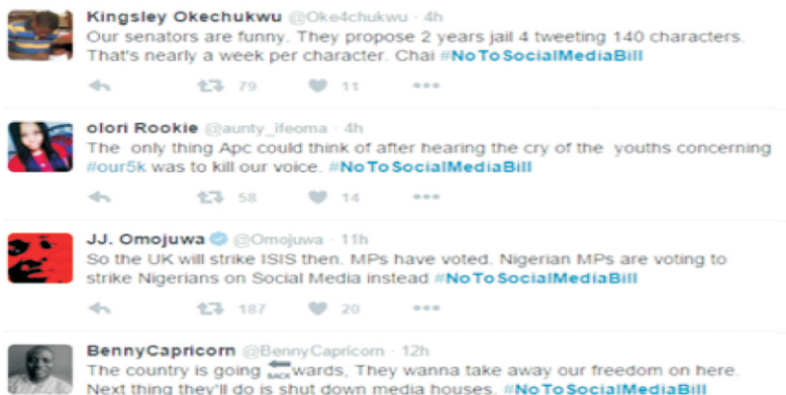 Kingsley Okechukwu @Oke4chukwu · 4h
Our senators are funny. They propose 2 years jail 4 tweeting 140 characters.
That's nearly a week per character. Chai #NoToSocialMediaBill
79 11
olori Rookie @aunty_ifeoma · 4h
The only thing Apc could think of after hearing the cry of the youths concerning
#our5k was to kill our voice. #NoToSocialMediaBill
58 14
JJ. Omojuwa @Omojuwa · 11h
So the UK will strike ISIS then. MPs have voted. Nigerian MPs are voting to
strike Nigerians on Social Media instead #NoToSocialMediaBill
187 20
BennyCapricorn @BennyCapricorn · 12h
The country is going BACK wards, They wanna take away our freedom on here.
Next thing they'll do is shut down media houses. #NoToSocialMediaBill